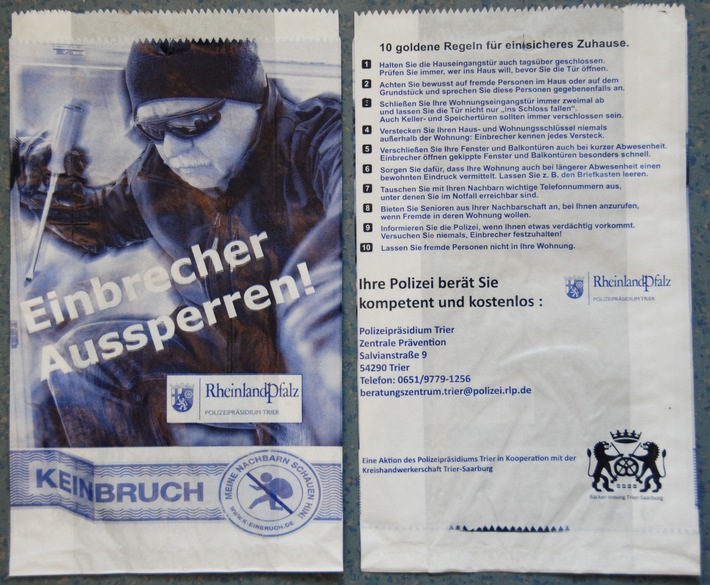 Einbrecher
Aussperren!
RheinlandPfalz
POLIZEIPRÄSIDIUM TRIER
KEINBRUCH
MEINE NACHBARN SCHAUEN HIN!
WWW.K-EINBRUCH.DE
10 goldene Regeln für ein sicheres Zuhause.
1 Halten Sie die Hauseingangstür auch tagsüber geschlossen.
Prüfen Sie immer, wer ins Haus will, bevor Sie die Tür öffnen.
2 Achten Sie bewusst auf fremde Personen im Haus oder auf dem
Grundstück und sprechen Sie diese Personen gegebenenfalls an.
3 Schließen Sie Ihre Wohnungseingangstür immer zweimal ab
und lassen Sie die Tür nicht nur „ins Schloss fallen".
Auch Keller- und Speichertüren sollten immer verschlossen sein.
4 Verstecken Sie Ihren Haus- und Wohnungsschlüssel niemals
außerhalb der Wohnung: Einbrecher kennen jedes Versteck.
5 Verschließen Sie Ihre Fenster und Balkontüren auch bei kurzer Abwesenheit.
Einbrecher öffnen gekippte Fenster und Balkontüren besonders schnell.
6 Sorgen Sie dafür, dass Ihre Wohnung auch bei längerer Abwesenheit einen
bewohnten Eindruck vermittelt. Lassen Sie z. B. den Briefkasten leeren.
7 Tauschen Sie mit Ihren Nachbarn wichtige Telefonnummern aus,
unter denen Sie im Notfall erreichbar sind.
8 Bieten Sie Senioren aus Ihrer Nachbarschaft an, bei Ihnen anzurufen,
wenn Fremde in deren Wohnung wollen.
9 Informieren Sie die Polizei, wenn Ihnen etwas verdächtig vorkommt.
Versuchen Sie niemals, Einbrecher festzuhalten!
10 Lassen Sie fremde Personen nicht in Ihre Wohnung.
Ihre Polizei berät Sie
kompetent und kostenlos :
RheinlandPfalz
POLIZEIPRÄSIDIUM TRIER
Polizeipräsidium Trier
Zentrale Prävention
Salvianstraße 9
54290 Trier
Telefon: 0651/9779-1256
beratungszentrum.trier@polizei.rlp.de
Eine Aktion des Polizeipräsidiums Trier in Kooperation mit der
Kreishandwerkerschaft Trier-Saarburg
Bäcker-Innung Trier-Saarburg